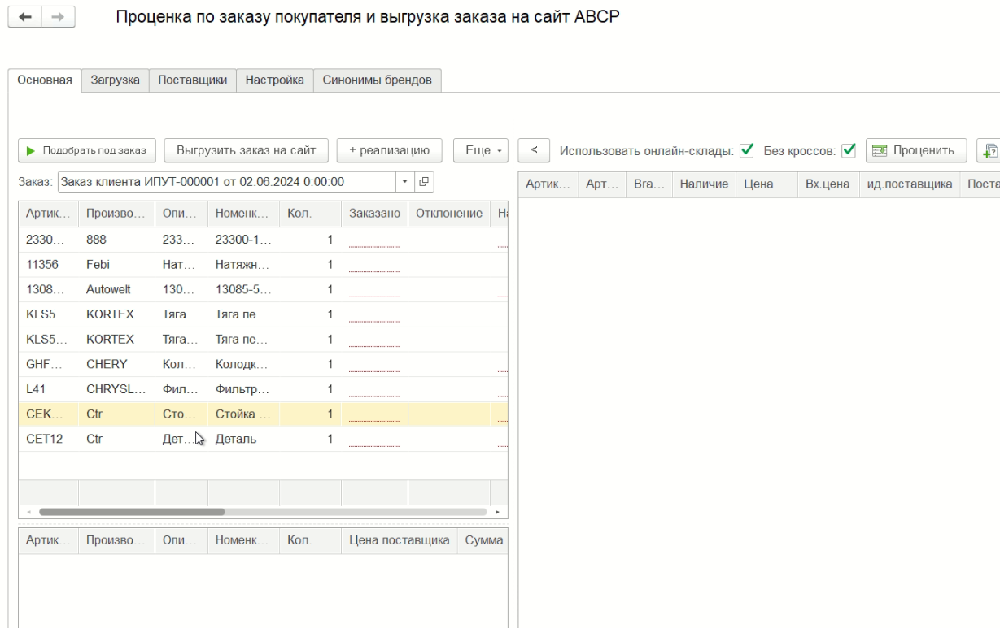 Проценка по заказу покупателя и выгрузка заказа на сайт ABCP
Основная Загрузка Поставщики Настройка Синонимы брендов
Подобрать под заказ Выгрузить заказ на сайт + реализацию Еще
< Использовать онлайн-склады: Без кроссов: Проценить
Заказ: Заказ клиента ИПУТ-000001 от 02.06.2024 0:00:00
Артик... Арт... Bra... Наличие Цена Вх.цена ид.поставщика Поста
Артик... Произво... Опи... Номенк... Кол. Заказано Отклонение На
2330... 888 233... 23300-1... 1
11356 Febi Нат... Натяжн... 1
1308... Autowelt 130... 13085-5... 1
KLS5... KORTEX Тяга... Тяга пе... 1
KLS5... KORTEX Тяга... Тяга пе... 1
GHF... CHERY Кол... Колодк... 1
L41 CHRYSL... Фил... Фильтр... 1
CEK... Ctr Сто... Стойка ... 1
CET12 Ctr Дет... Деталь 1
Артик... Произво... Опи... Номенк... Кол. Цена поставщика Сумма